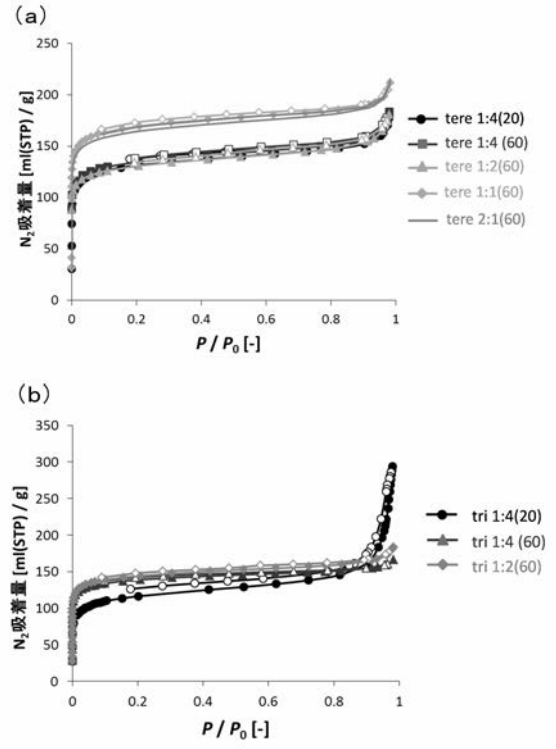 (a)
N2吸着量 [ml(STP) / g]
250
200
150
100
50
0
0
0.2
0.4
0.6
0.8
1
P / P0 [-]
tere 1:4(20)
tere 1:4 (60)
tere 1:2(60)
tere 1:1(60)
tere 2:1(60)
(b)
N2吸着量 [ml(STP) / g]
350
300
250
200
150
100
50
0
0
0.2
0.4
0.6
0.8
1
P / P0 [-]
tri 1:4(20)
tri 1:4 (60)
tri 1:2(60)